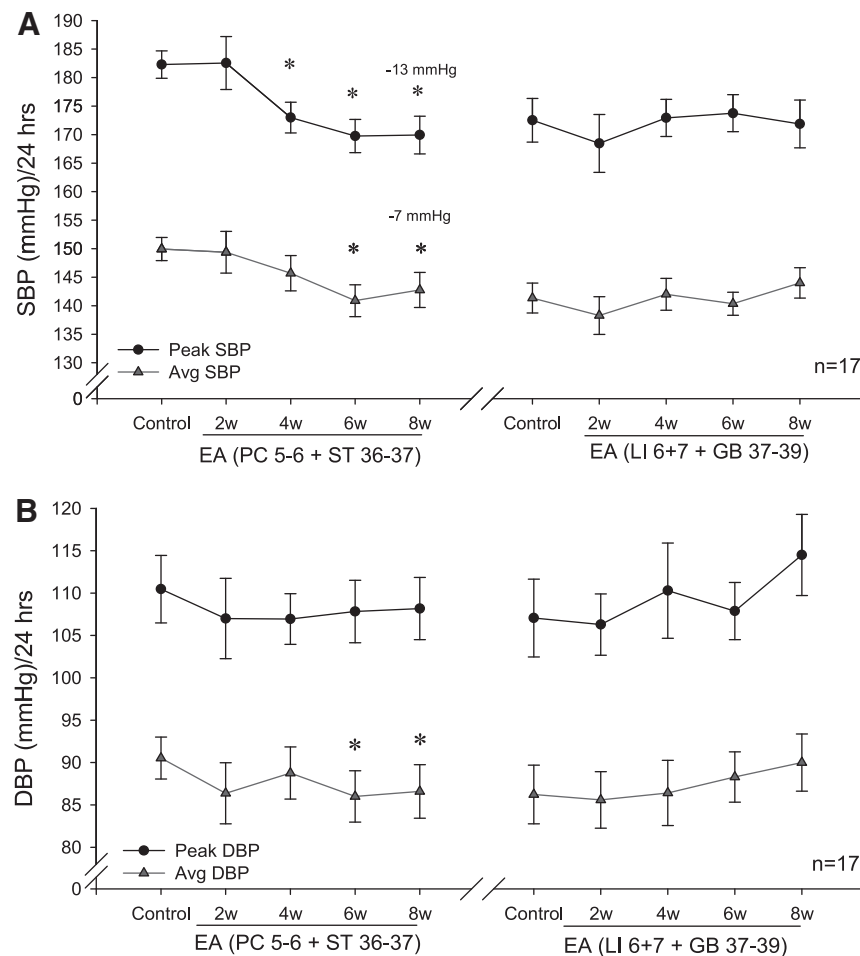 A
190
185
180
175
170
165
160
155
150
145
140
135
130
0
SBP (mmHg)/24 hrs
*
*
*
-13 mmHg
-7 mmHg
*
*
Peak SBP
Avg SBP
n=17
Control 2w 4w 6w 8w Control 2w 4w 6w 8w
EA (PC 5-6 + ST 36-37) EA (LI 6+7 + GB 37-39)
B
120
115
110
105
100
95
90
85
80
0
DBP (mmHg)/24 hrs
*
*
Peak DBP
Avg DBP
n=17
Control 2w 4w 6w 8w Control 2w 4w 6w 8w
EA (PC 5-6 + ST 36-37) EA (LI 6+7 + GB 37-39)